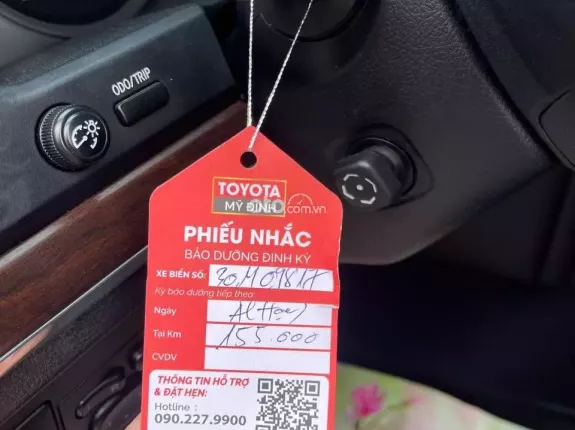 ODO/TRIP
TOYOTA
MỸ ĐÌNH
PHIẾU NHẮC
BẢO DƯỠNG ĐỊNH KỲ
XE BIỂN SỐ:
Kỳ bảo dưỡng tiếp theo:
Ngày
Tại Km 155.000
CVDV
THÔNG TIN HỖ TRỢ
& ĐẶT HẸN:
Hotline :
090.227.9900